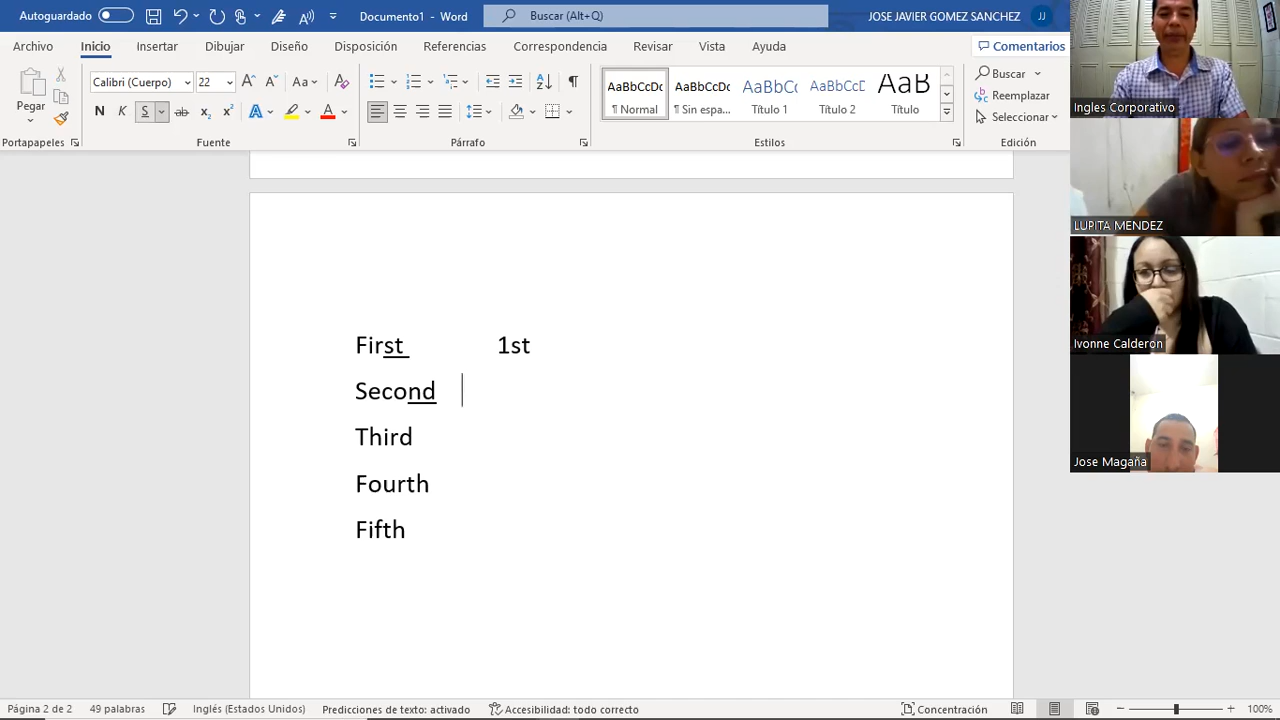 Autoguardado
Documento1 - Word
Buscar (Alt+Q)
JOSE JAVIER GOMEZ SANCHEZ
JJ
Archivo Inicio Insertar Dibujar Diseño Disposición Referencias Correspondencia Revisar Vista Ayuda
Comentarios
Pegar
Calibri (Cuerpo) 22
N K S ab x₂ x²
AaBbCcDc AaBbCcDc AaBbCc AaBbCcD AaB
¶ Normal ¶ Sin espa... Título 1 Título 2 Título
Buscar
Reemplazar
Seleccionar
Portapapeles Fuente Párrafo Estilos Edición
First 1st
Second
Third
Fourth
Fifth
Ingles Corporativo
LUPITA MENDEZ
Ivonne Calderon
Jose Magaña
Página 2 de 2 49 palabras Inglés (Estados Unidos) Predicciones de texto: activado Accesibilidad: todo correcto Concentración 100%